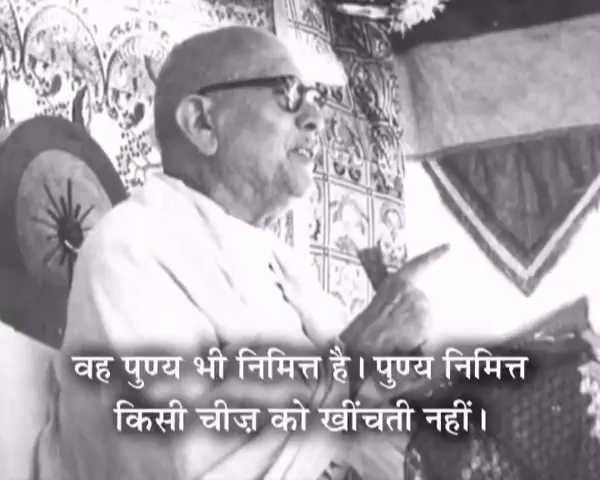 वह पुण्य भी निमित्त है। पुण्य निमित्त
किसी चीज़ को खींचती नहीं।